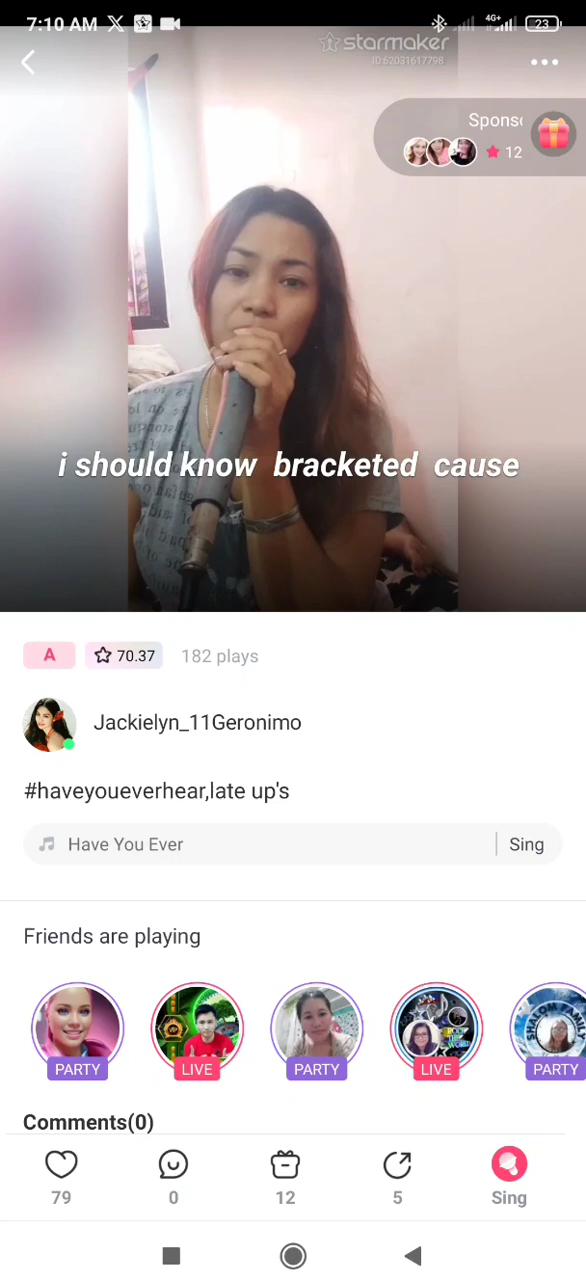 7:10 AM
4G+
23
starmaker
ID:62031617798
Sponso
12
i should know bracketed cause
A
70.37
182 plays
Jackielyn_11Geronimo
#haveyoueverhear,late up's
Have You Ever
Sing
Friends are playing
PARTY
LIVE
PARTY
LIVE
PARTY
Comments(0)
79
0
12
5
Sing